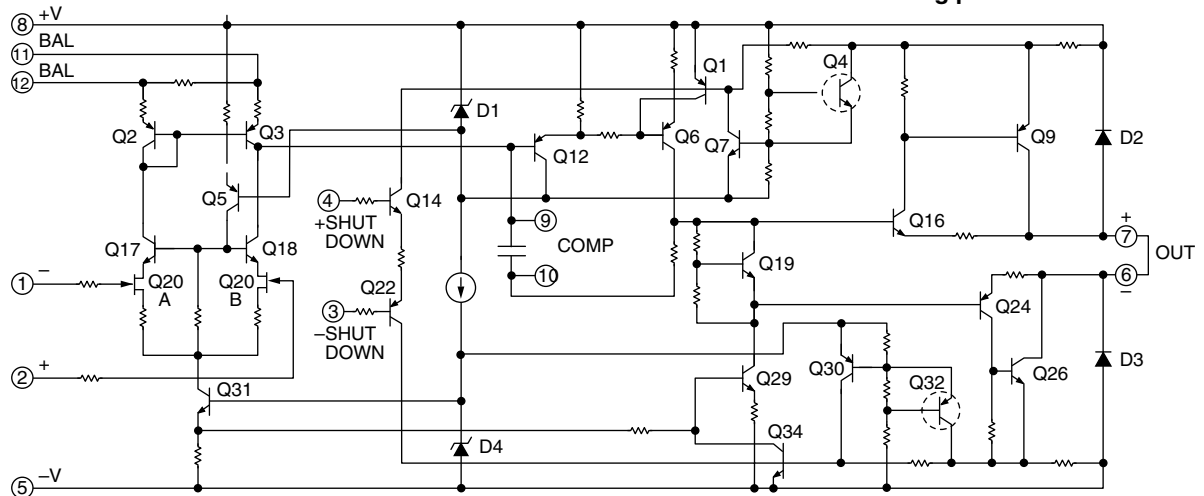 g p
8 +V
11 BAL
12 BAL
Q1
Q4
D1
Q2
Q3
Q12
Q6
Q7
Q9
D2
Q5
4
Q14
+SHUT
DOWN
9
COMP
10
Q16
+
7
OUT
6
–
Q17
Q18
Q19
1 –
Q20
A
Q20
B
Q22
3
–SHUT
DOWN
Q24
2 +
Q31
Q29
Q30
Q32
Q26
D3
D4
Q34
5 –V